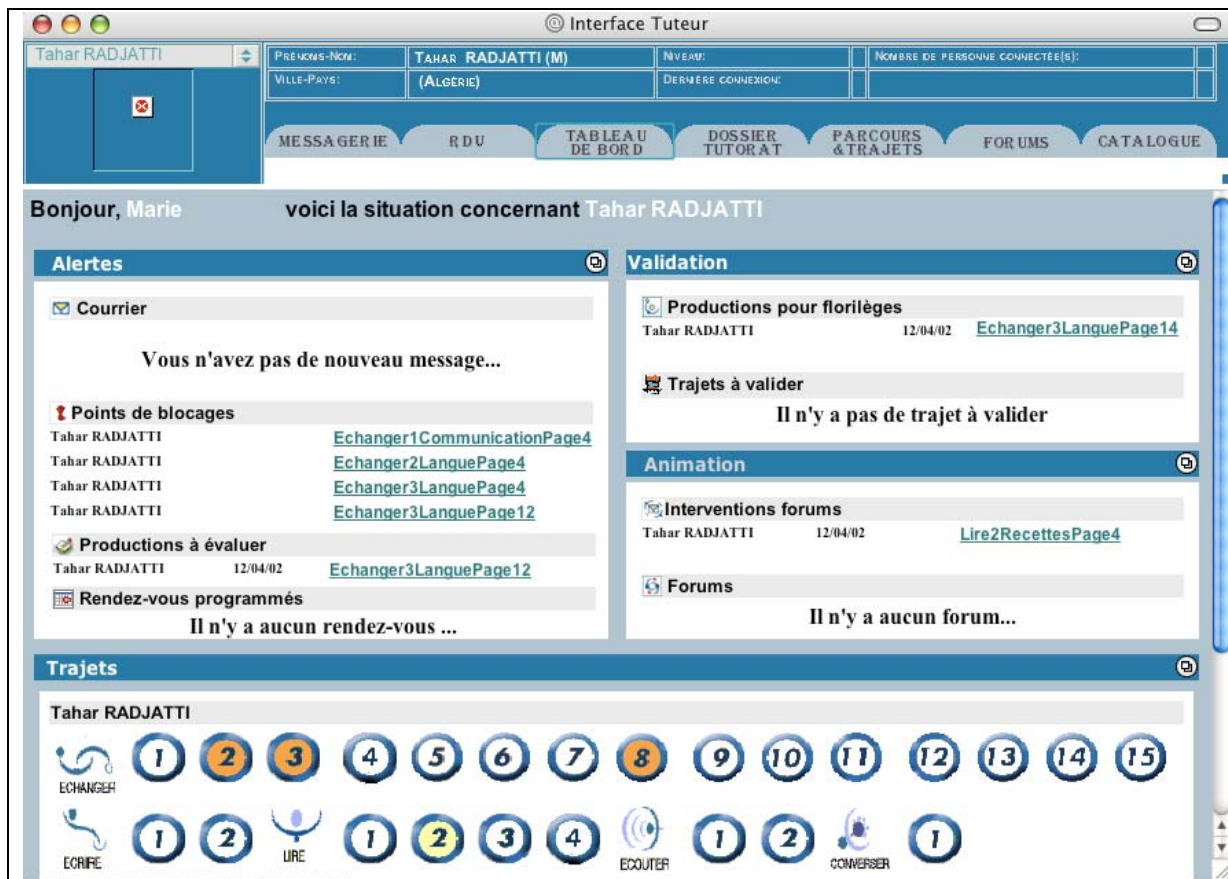 Interface Tuteur
Tahar RADJATTI
PRÉNOMS-NOM: TAHAR RADJATTI (M) NIVEAU: NOMBRE DE PERSONNE CONNECTÉE(S):
VILLE-PAYS: (ALGÉRIE) DERNIÈRE CONNEXION:
MESSAGERIE RDU TABLEAU DE BORD DOSSIER TUTORAT PARCOURS &TRAJETS FORUMS CATALOGUE
Bonjour, Marie voici la situation concernant Tahar RADJATTI
Alertes
Courrier
Vous n'avez pas de nouveau message...
Points de blocages
Tahar RADJATTI Echanger1CommunicationPage4
Tahar RADJATTI Echanger2LanguePage4
Tahar RADJATTI Echanger3LanguePage4
Tahar RADJATTI Echanger3LanguePage12
Productions à évaluer
Tahar RADJATTI 12/04/02 Echanger3LanguePage12
Rendez-vous programmés
Il n'y a aucun rendez-vous ...
Validation
Productions pour florilèges
Tahar RADJATTI 12/04/02 Echanger3LanguePage14
Trajets à valider
Il n'y a pas de trajet à valider
Animation
Interventions forums
Tahar RADJATTI 12/04/02 Lire2RecettesPage4
Forums
Il n'y a aucun forum...
Trajets
Tahar RADJATTI
ECHANGER 1 2 3 4 5 6 7 8 9 10 11 12 13 14 15
ECRIRE 1 2 LIRE 1 2 3 4 ECOUTER 1 2 CONVERSER 1